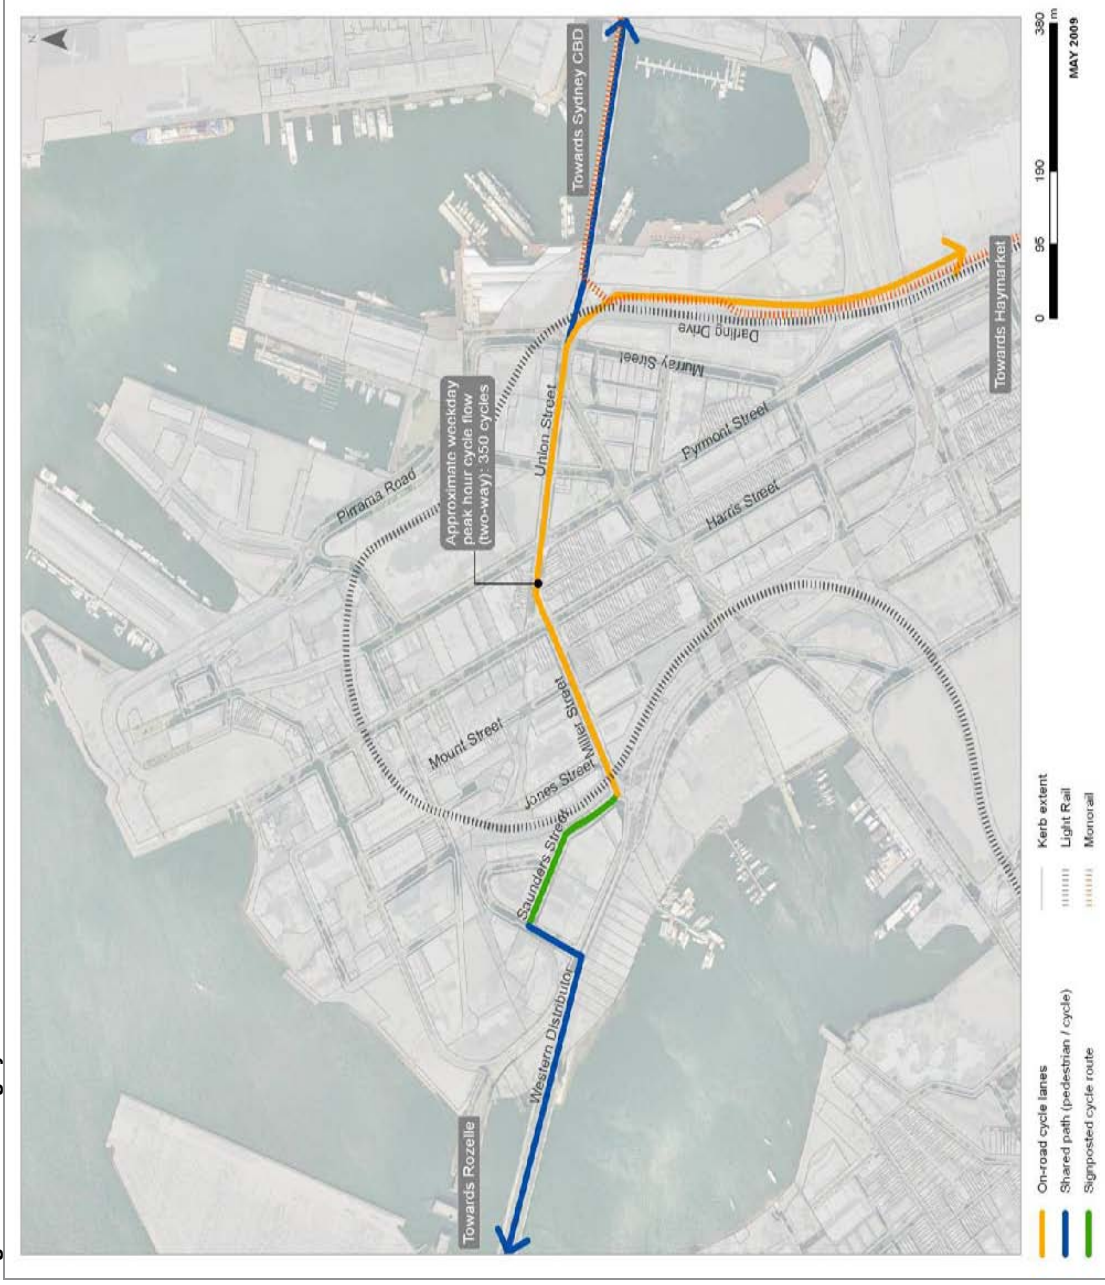 N
Towards Sydney CBD
Towards Rozelle
Approximate weekday
peak hour cycle flow
(two-way): 350 cycles
Pirrama Road
Union Street
Darling Drive
Murray Street
Pyrmont Street
Harris Street
Mount Street
Miller Street
Jones Street
Saunders Street
Western Distributor
Towards Haymarket
On-road cycle lanes
Shared path (pedestrian / cycle)
Signposted cycle route
Kerb extent
Light Rail
Monorail
0 95 190 380
m
MAY 2009